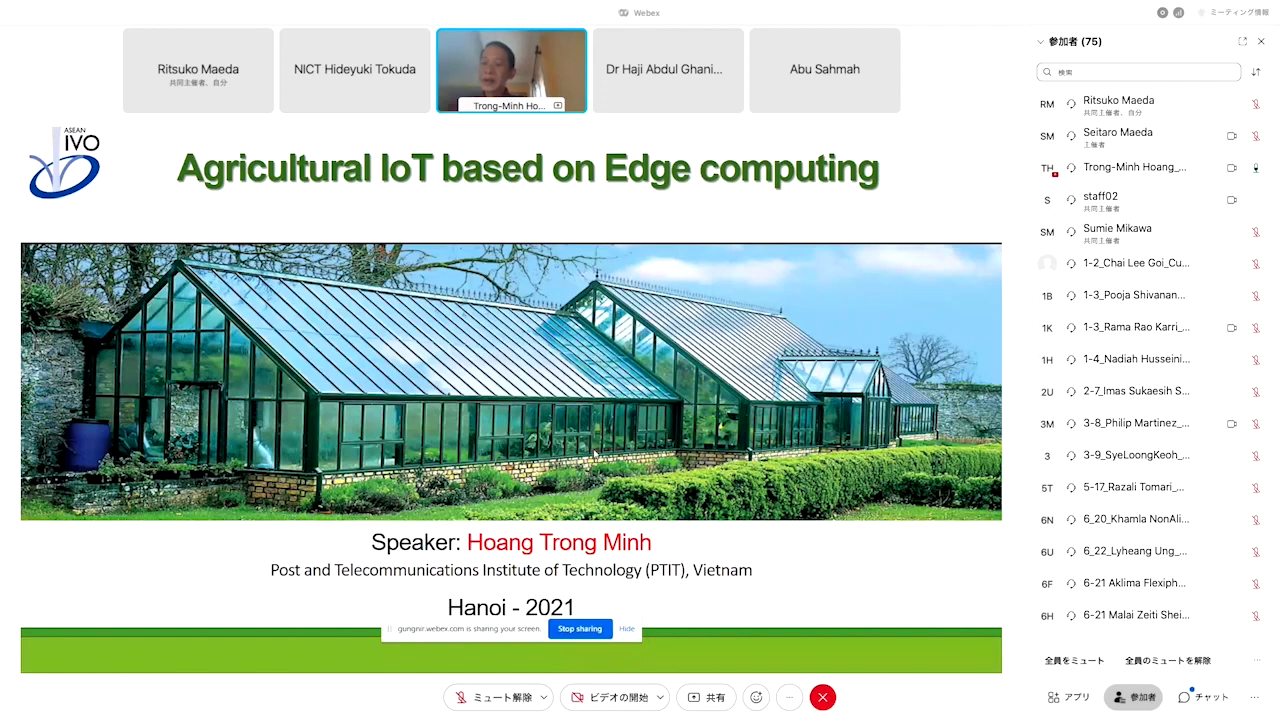 Webex
ミーティング情報
Ritsuko Maeda
共同主催者、自分
NICT Hideyuki Tokuda
Trong-Minh Ho...
Dr Haji Abdul Ghani...
Abu Sahmah
ASEAN
IVO
Agricultural IoT based on Edge computing
Speaker: Hoang Trong Minh
Post and Telecommunications Institute of Technology (PTIT), Vietnam
Hanoi - 2021
gungnir.webex.com is sharing your screen.
Stop sharing
Hide
ミュート解除
ビデオの開始
共有
参加者 (75)
検索
RM Ritsuko Maeda
共同主催者、自分
SM Seitaro Maeda
主催者
TH Trong-Minh Hoang_...
S staff02
共同主催者
SM Sumie Mikawa
共同主催者
1-2_Chai Lee Goi_Cu...
1B 1-3_Pooja Shivanan...
1K 1-3_Rama Rao Karri_...
1H 1-4_Nadiah Husseini...
2U 2-7_Imas Sukaesih S...
3M 3-8_Philip Martinez_...
3 3-9_SyeLoongKeoh_...
5T 5-17_Razali Tomari_...
6N 6_20_Khamla NonAli...
6U 6_22_Lyheang Ung_...
6F 6-21 Aklima Flexiph...
6H 6-21 Malai Zeiti Shei...
全員をミュート
全員のミュートを解除
アプリ
参加者
チャット